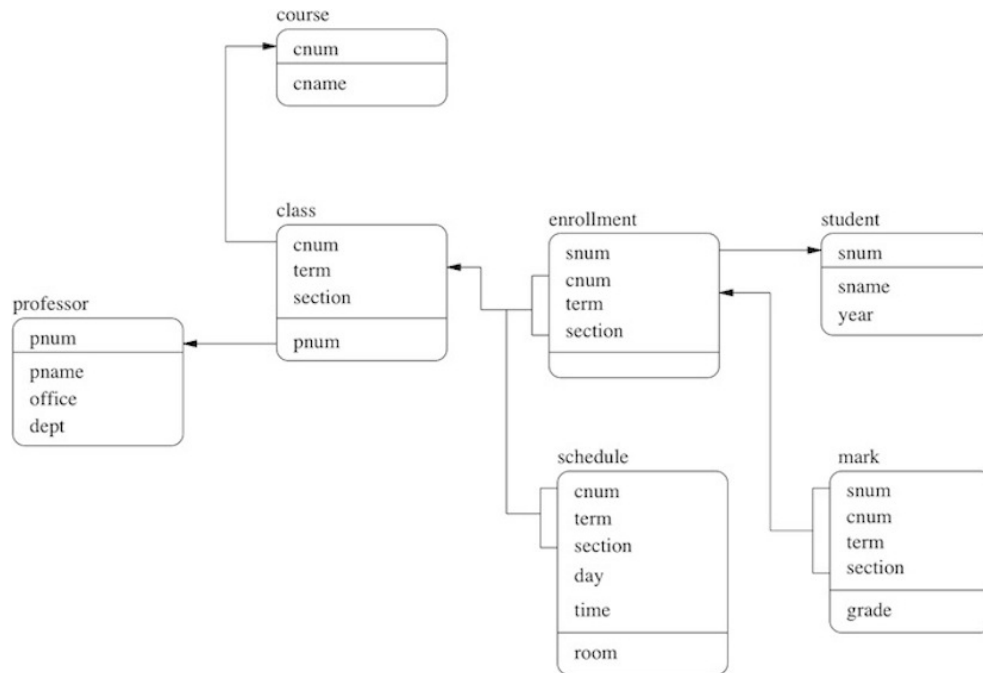 course
cnum
cname
class
cnum
term
section
pnum
professor
pnum
pname
office
dept
enrollment
snum
cnum
term
section
student
snum
sname
year
schedule
cnum
term
section
day
time
room
mark
snum
cnum
term
section
grade